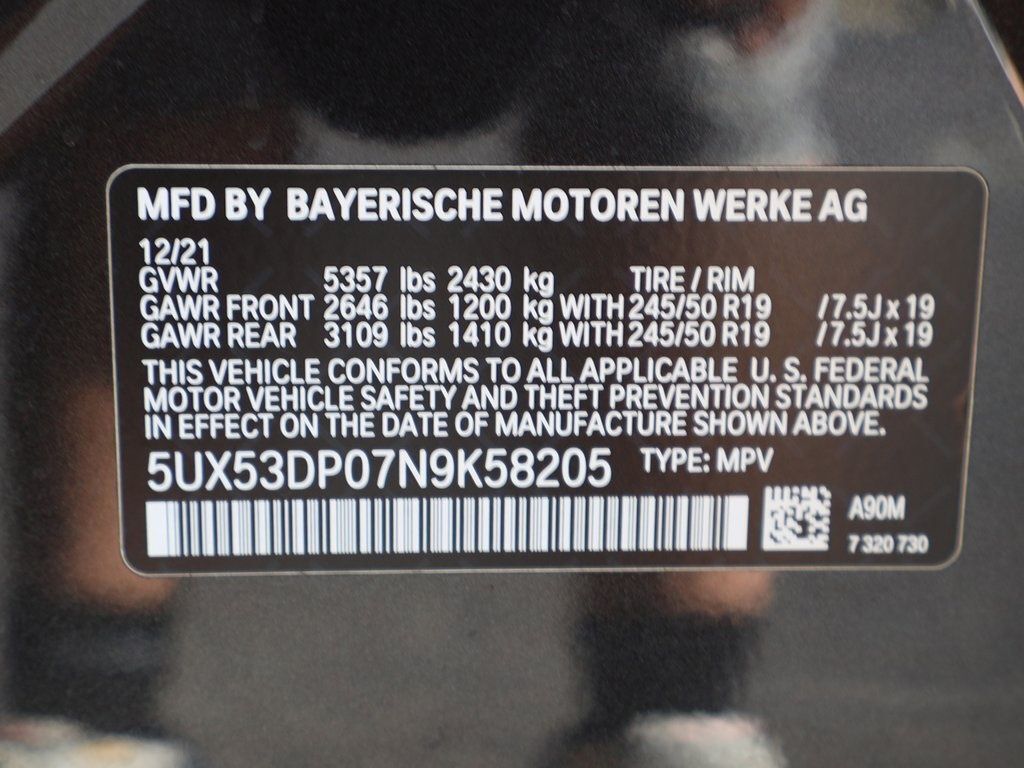 MFD BY BAYERISCHE MOTOREN WERKE AG
12/21
GVWR 5357 lbs 2430 kg TIRE / RIM
GAWR FRONT 2646 lbs 1200 kg WITH 245/50 R19 /7.5J x 19
GAWR REAR 3109 lbs 1410 kg WITH 245/50 R19 /7.5J x 19
THIS VEHICLE CONFORMS TO ALL APPLICABLE U. S. FEDERAL
MOTOR VEHICLE SAFETY AND THEFT PREVENTION STANDARDS
IN EFFECT ON THE DATE OF MANUFACTURE SHOWN ABOVE.
5UX53DP07N9K58205 TYPE: MPV
A90M
7 320 730